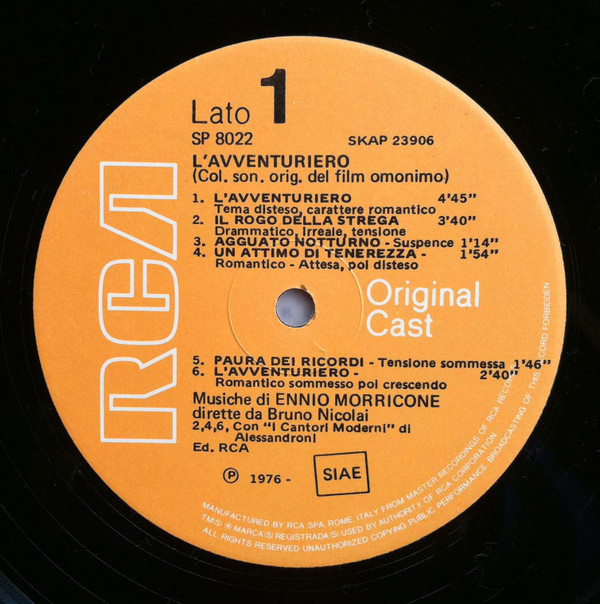 Lato 1
SP 8022 SKAP 23906
L'AVVENTURIERO
(Col. son. orig. del film omonimo)
1. L'AVVENTURIERO 4'45"
Tema disteso, carattere romantico
2. IL ROGO DELLA STREGA 3'40"
Drammatico, Irreale, tensione
3. AGGUATO NOTTURNO - Suspence 1'14"
4. UN ATTIMO DI TENEREZZA - 1'54"
Romantico - Attesa, poi disteso
RCA
Original
Cast
5. PAURA DEI RICORDI - Tensione sommessa 1'46"
6. L'AVVENTURIERO - 2'40"
Romantico sommesso poi crescendo
Musiche di ENNIO MORRICONE
dirette da Bruno Nicolai
2,4,6, Con "I Cantori Moderni" di
Alessandroni
Ed. RCA
Ⓟ 1976 - SIAE
MANUFACTURED BY RCA SPA. ROME. ITALY FROM MASTER RECORDINGS OF RCA RECORDS
TM(S) ® MARCA(S) REGISTRADA(S) USED BY AUTHORITY OF RCA CORPORATION.
ALL RIGHTS RESERVED UNAUTHORIZED COPYING PUBLIC PERFORMANCE BROADCASTING OF THIS RECORD FORBIDDEN